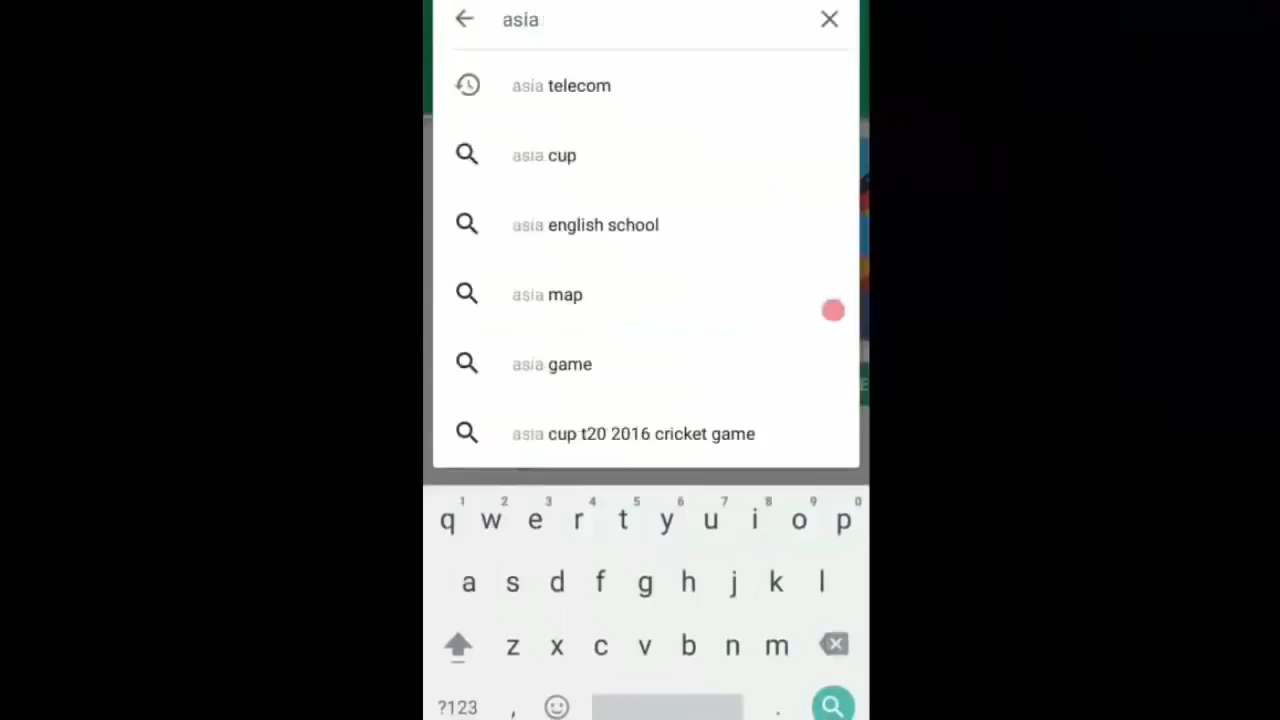 asia
asia telecom
asia cup
asia english school
asia map
asia game
asia cup t20 2016 cricket game
1 2 3 4 5 6 7 8 9 0
q w e r t y u i o p
a s d f g h j k l
z x c v b n m
?123 , .
E